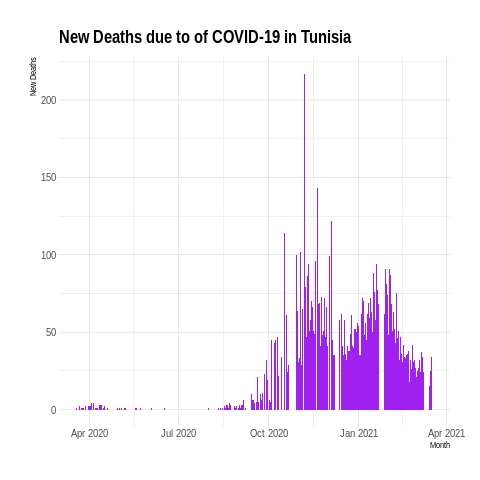 New Deaths due to of COVID-19 in Tunisia
New Deaths
200
150
100
50
0
Apr 2020 Jul 2020 Oct 2020 Jan 2021 Apr 2021
Month